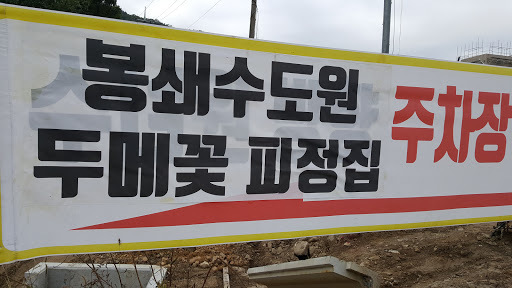 봉쇄수도원
두메꽃 피정집
주차장